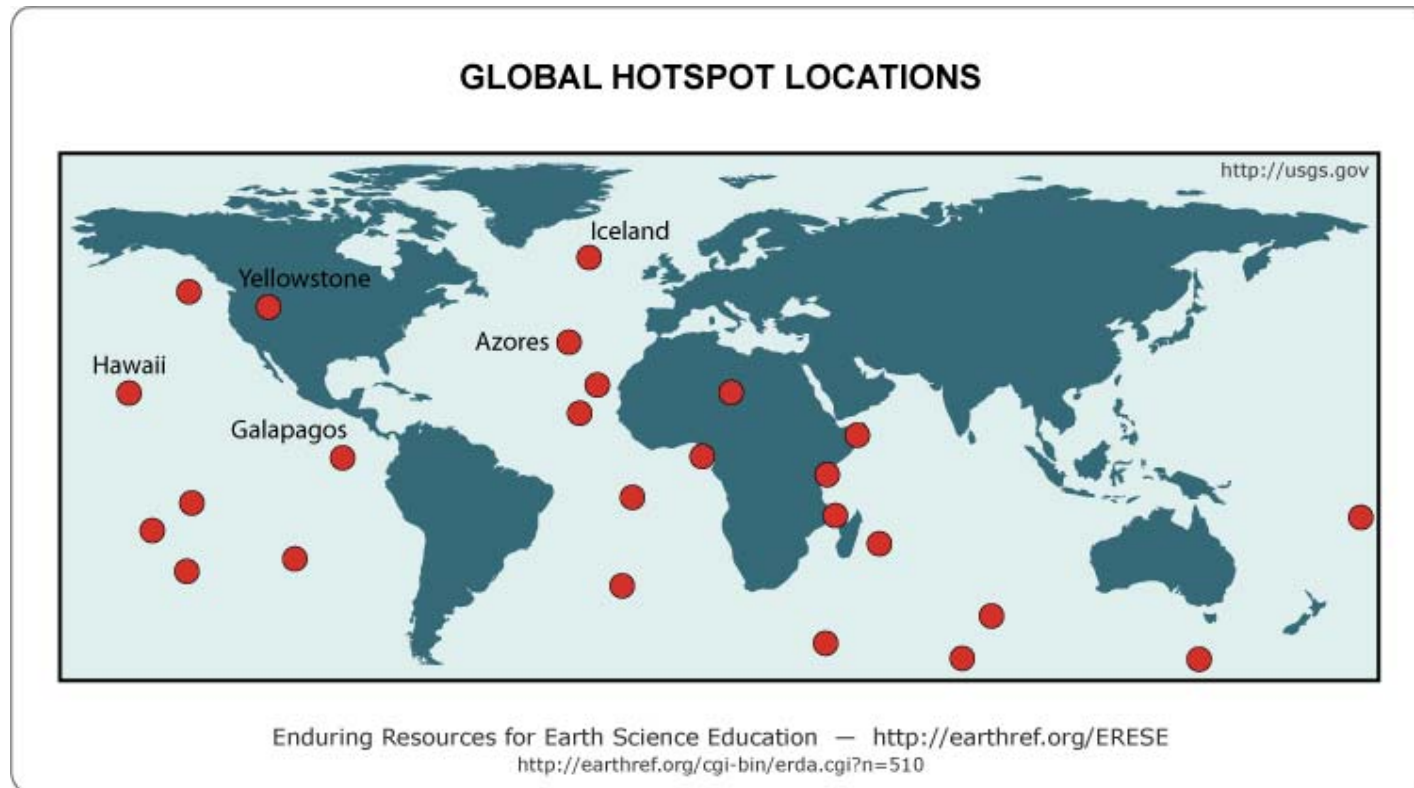 GLOBAL HOTSPOT LOCATIONS
http://usgs.gov
Iceland
Yellowstone
Azores
Hawaii
Galapagos
Enduring Resources for Earth Science Education — http://earthref.org/ERESE
http://earthref.org/cgi-bin/erda.cgi?n=510